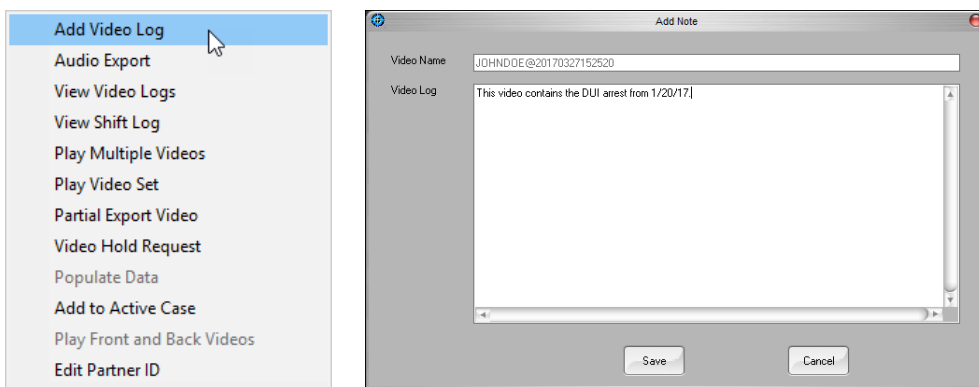 Add Video Log
Audio Export
View Video Logs
View Shift Log
Play Multiple Videos
Play Video Set
Partial Export Video
Video Hold Request
Populate Data
Add to Active Case
Play Front and Back Videos
Edit Partner ID
Add Note
Video Name JOHNDOE@20170327152520
Video Log This video contains the DUI arrest from 1/20/17.
Save Cancel